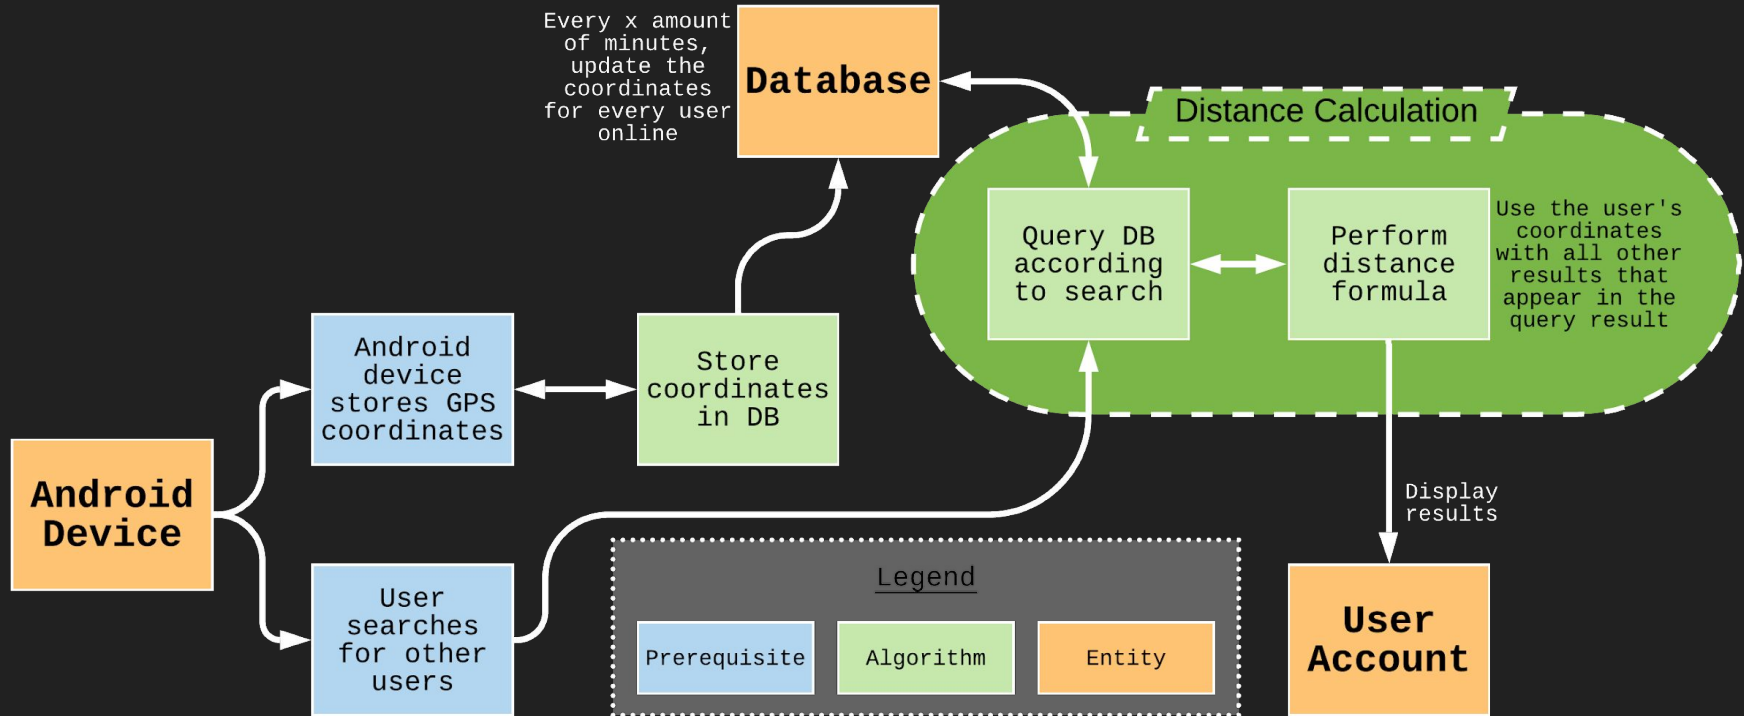 Every x amount
of minutes,
update the
coordinates
for every user
online
Database
Distance Calculation
Query DB
according
to search
Perform
distance
formula
Use the user's
coordinates
with all other
results that
appear in the
query result
Android
device
stores GPS
coordinates
Store
coordinates
in DB
Android
Device
User
searches
for other
users
Display
results
Legend
Prerequisite
Algorithm
Entity
User
Account